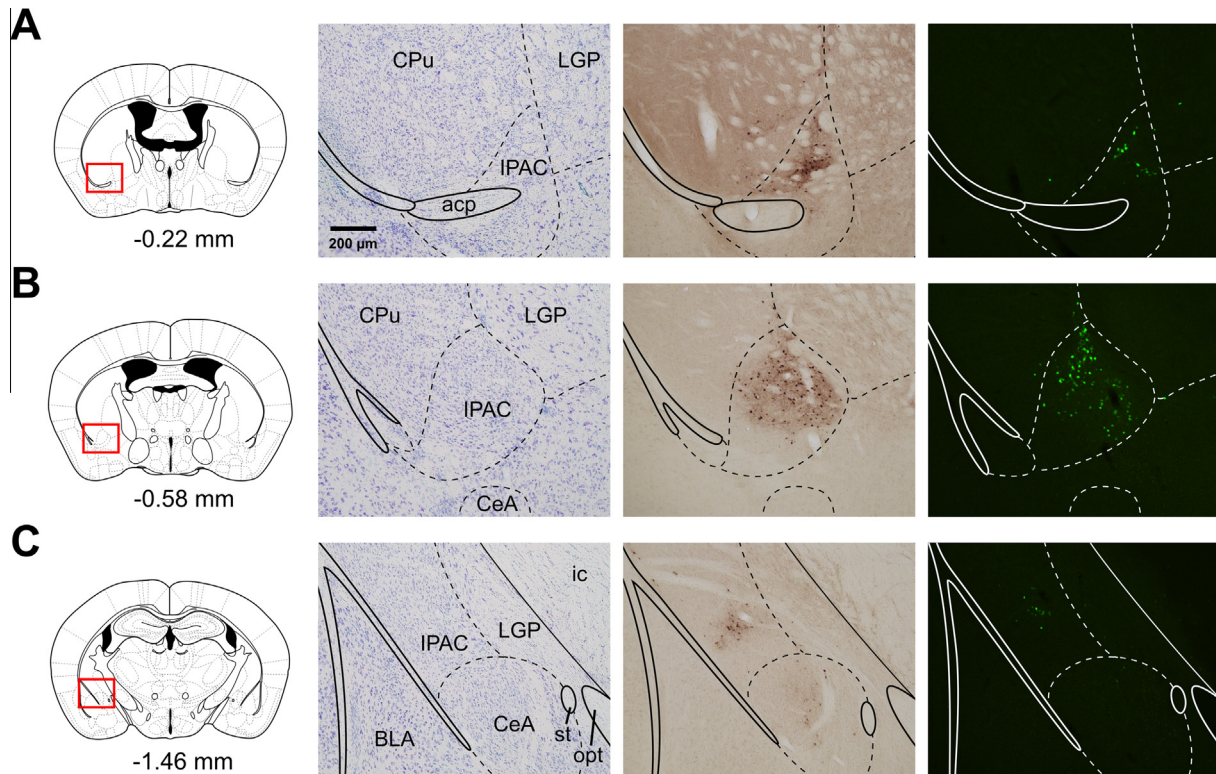 A
CPu
LGP
IPAC
acp
200 µm
-0.22 mm
B
CPu
LGP
IPAC
CeA
-0.58 mm
C
ic
LGP
IPAC
CeA
st
BLA
opt
-1.46 mm